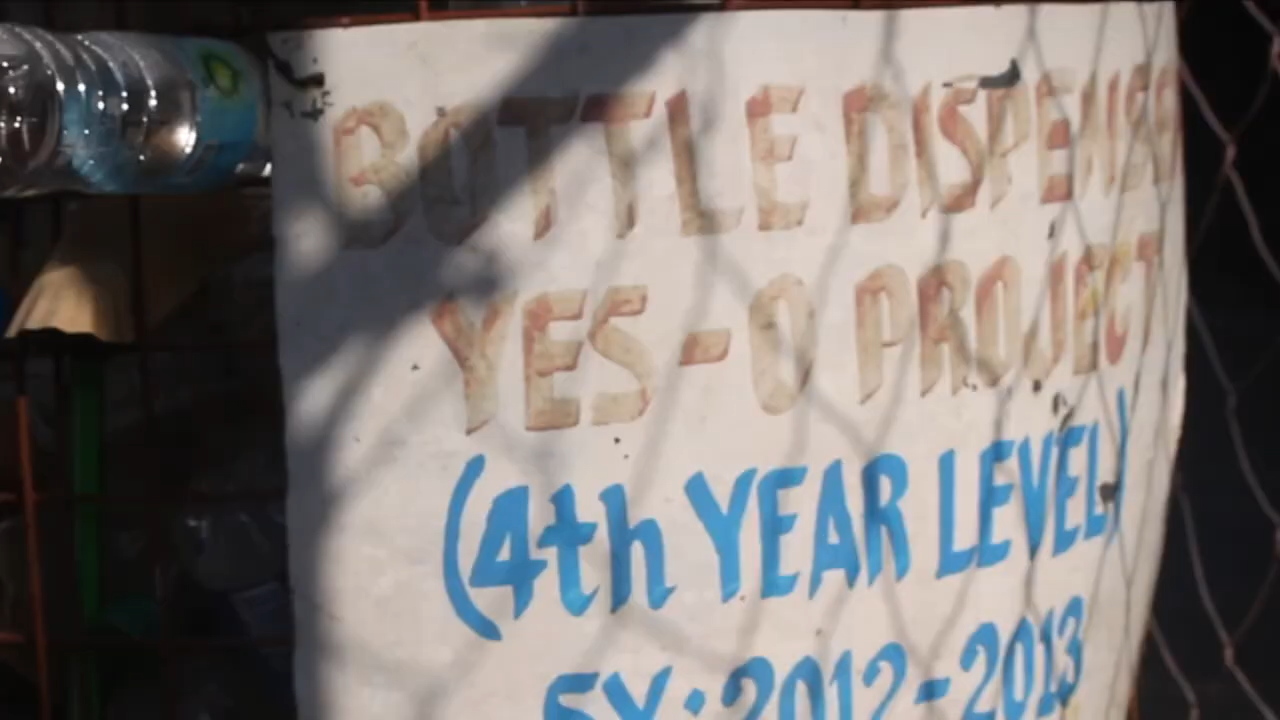 BOTTLE DISPENSE
YES-O PROJECT
(4th YEAR LEVEL)
SY: 2012-2013